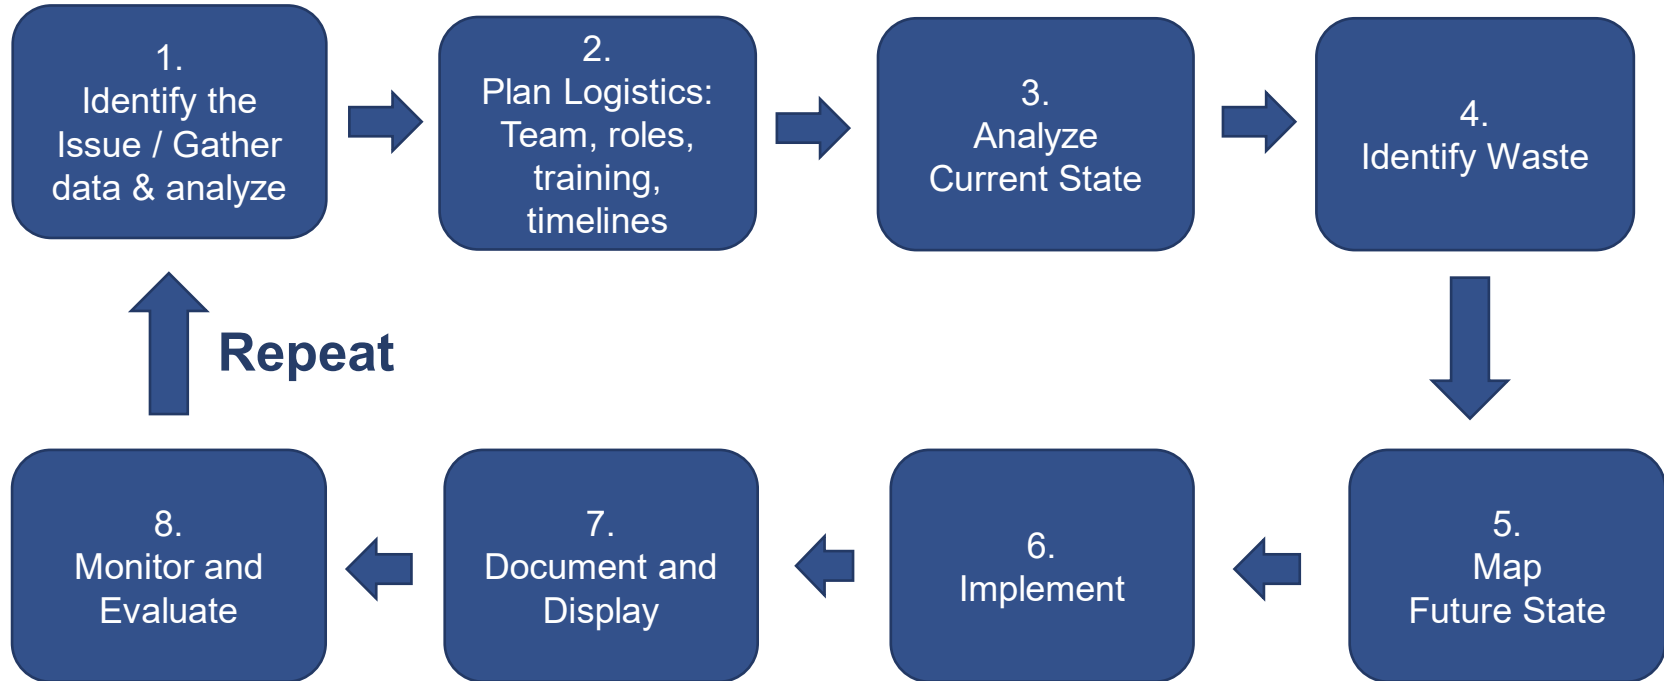 1.
Identify the
Issue / Gather
data & analyze
2.
Plan Logistics:
Team, roles,
training,
timelines
3.
Analyze
Current State
4.
Identify Waste
Repeat
5.
Map
Future State
6.
Implement
7.
Document and
Display
8.
Monitor and
Evaluate